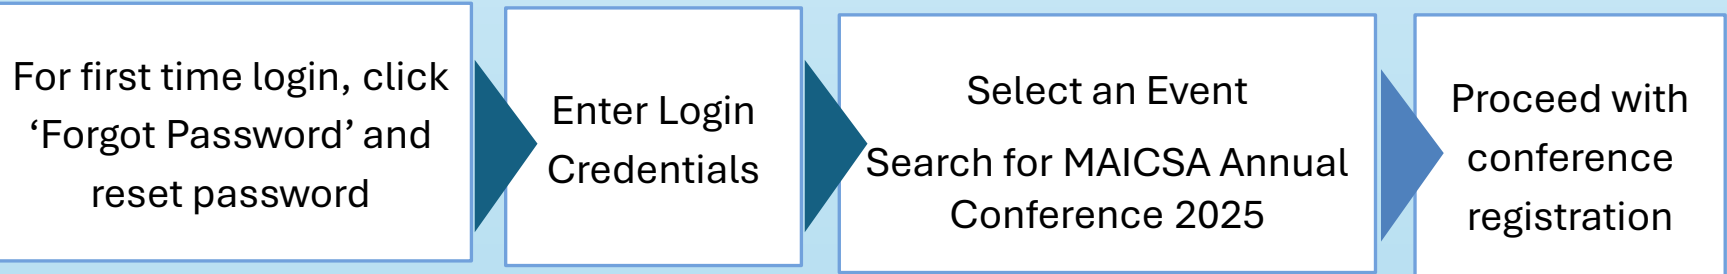 For first time login, click
‘Forgot Password’ and
reset password
Enter Login
Credentials
Select an Event
Search for MAICSA Annual
Conference 2025
Proceed with
conference
registration